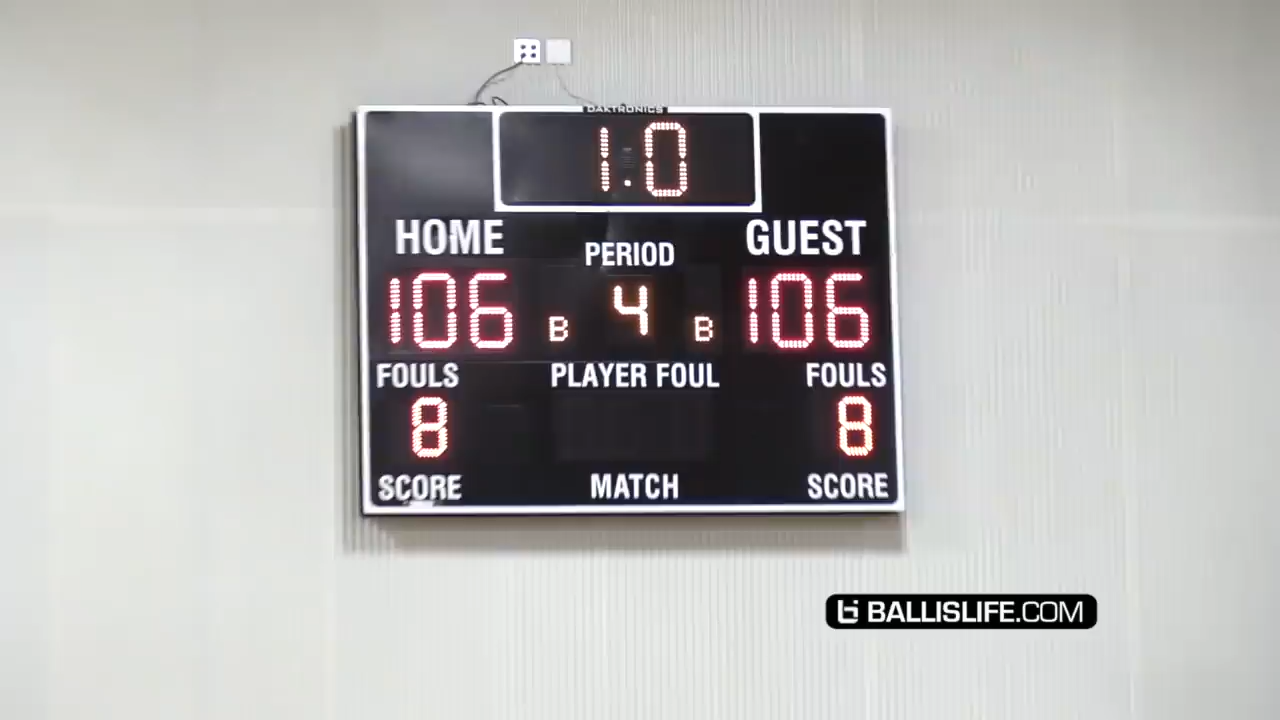 DAKTRONICS
1.0
HOME PERIOD GUEST
106 B 4 B 106
FOULS PLAYER FOUL FOULS
8 8
SCORE MATCH SCORE
BALLISLIFE.COM